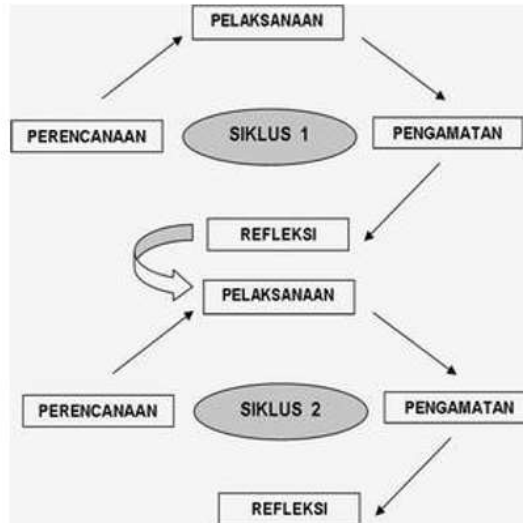 PELAKSANAAN
PERENCANAAN
SIKLUS 1
PENGAMATAN
REFLEKSI
PELAKSANAAN
PERENCANAAN
SIKLUS 2
PENGAMATAN
REFLEKSI